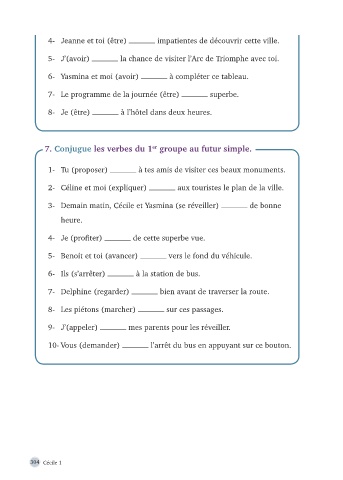 4- Jeanne et toi (être) ______ impatientes de découvrir cette ville.
5- J'(avoir) ______ la chance de visiter l'Arc de Triomphe avec toi.
6- Yasmina et moi (avoir) ______ à compléter ce tableau.
7- Le programme de la journée (être) ______ superbe.
8- Je (être) ______ à l'hôtel dans deux heures.
7. Conjugue les verbes du 1er groupe au futur simple.
1- Tu (proposer) ______ à tes amis de visiter ces beaux monuments.
2- Céline et moi (expliquer) ______ aux touristes le plan de la ville.
3- Demain matin, Cécile et Yasmina (se réveiller) ______ de bonne
heure.
4- Je (profiter) ______ de cette superbe vue.
5- Benoit et toi (avancer) ______ vers le fond du véhicule.
6- Ils (s'arrêter) ______ à la station de bus.
7- Delphine (regarder) ______ bien avant de traverser la route.
8- Les piétons (marcher) ______ sur ces passages.
9- J'(appeler) ______ mes parents pour les réveiller.
10- Vous (demander) ______ l'arrêt du bus en appuyant sur ce bouton.
304 Cécile 1